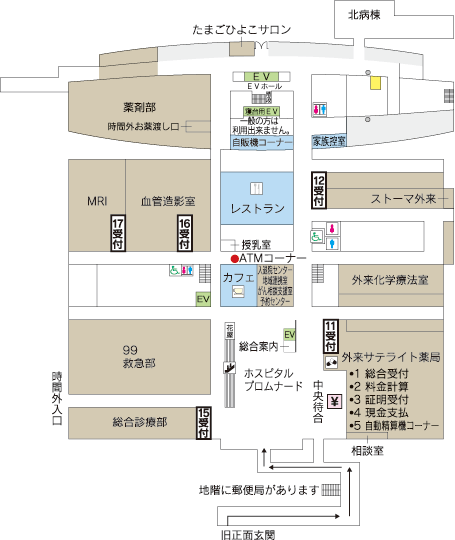 北病棟
たまごひよこサロン
EV
EVホール
階段
寝台用EV
一般の方は
利用出来ません。
自販機コーナー
家族控室
薬剤部
時間外お薬渡し口
MRI
血管造影室
17
受付
16
受付
レストラン
12
受付
ストーマ外来
授乳室
ATMコーナー
カフェ
入退院センター
地域連携室
がん相談支援室
予約センター
外来化学療法室
EV
99
救急部
花屋
総合案内
EV
ホスピタル
プロムナード
11
受付
外来サテライト薬局
•1 総合受付
•2 料金計算
•3 証明受付
•4 現金支払
•5 自動精算機コーナー
中央待合
¥
時間外入口
総合診療部
15
受付
相談室
地階に郵便局があります
旧正面玄関